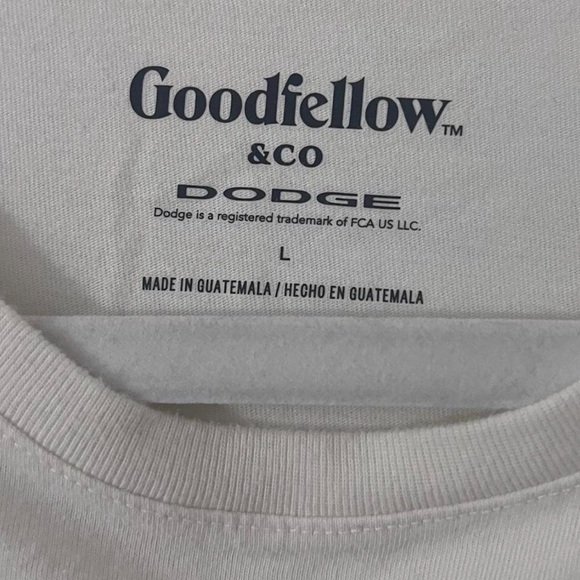 Goodfellow™
&CO
DODGE
Dodge is a registered trademark of FCA US LLC.
L
MADE IN GUATEMALA / HECHO EN GUATEMALA